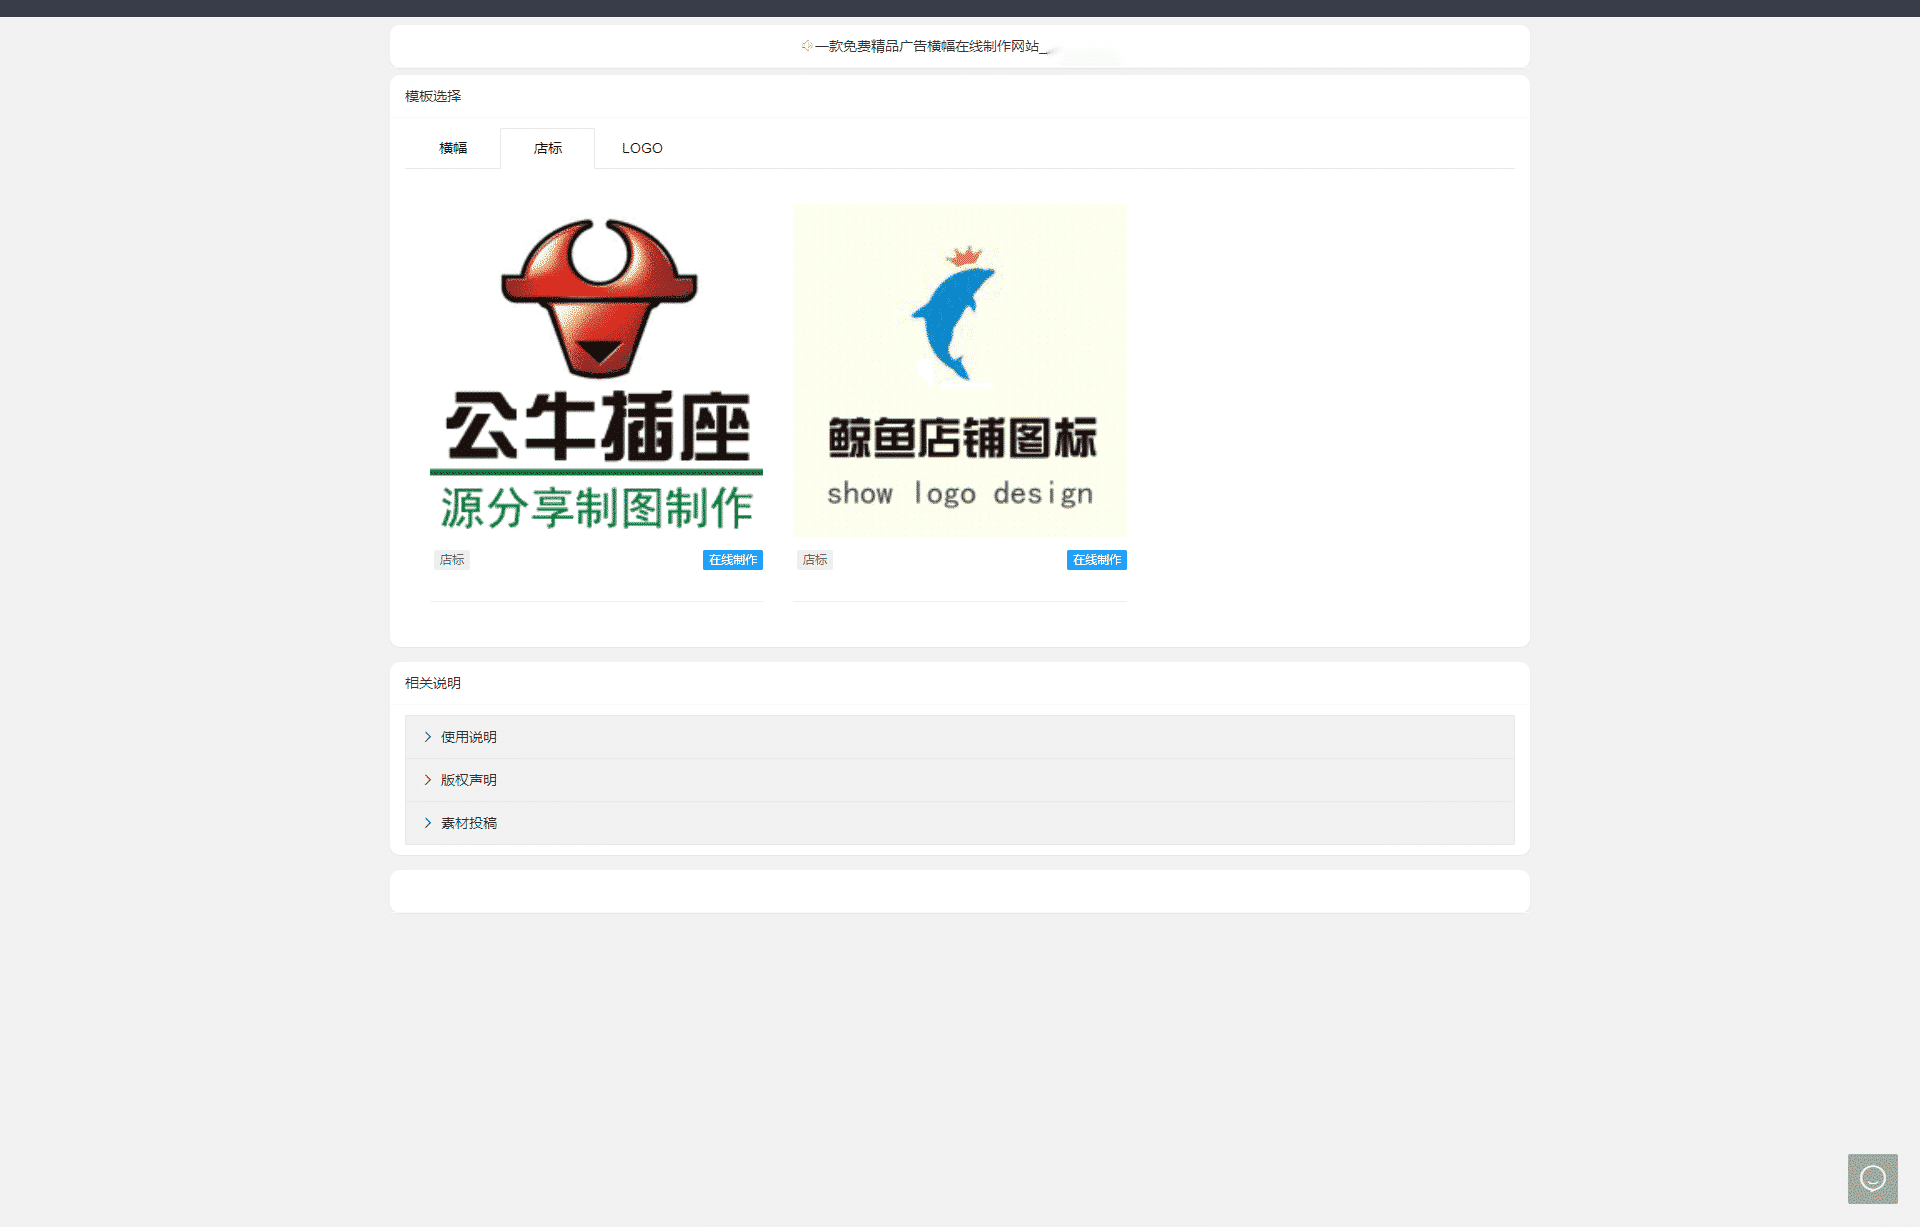 一款免费精品广告横幅在线制作网站_
模板选择
横幅
店标
LOGO
公牛插座
源分享制图制作
鲸鱼店铺图标
show logo design
店标
在线制作
店标
在线制作
相关说明
使用说明
版权声明
素材投稿